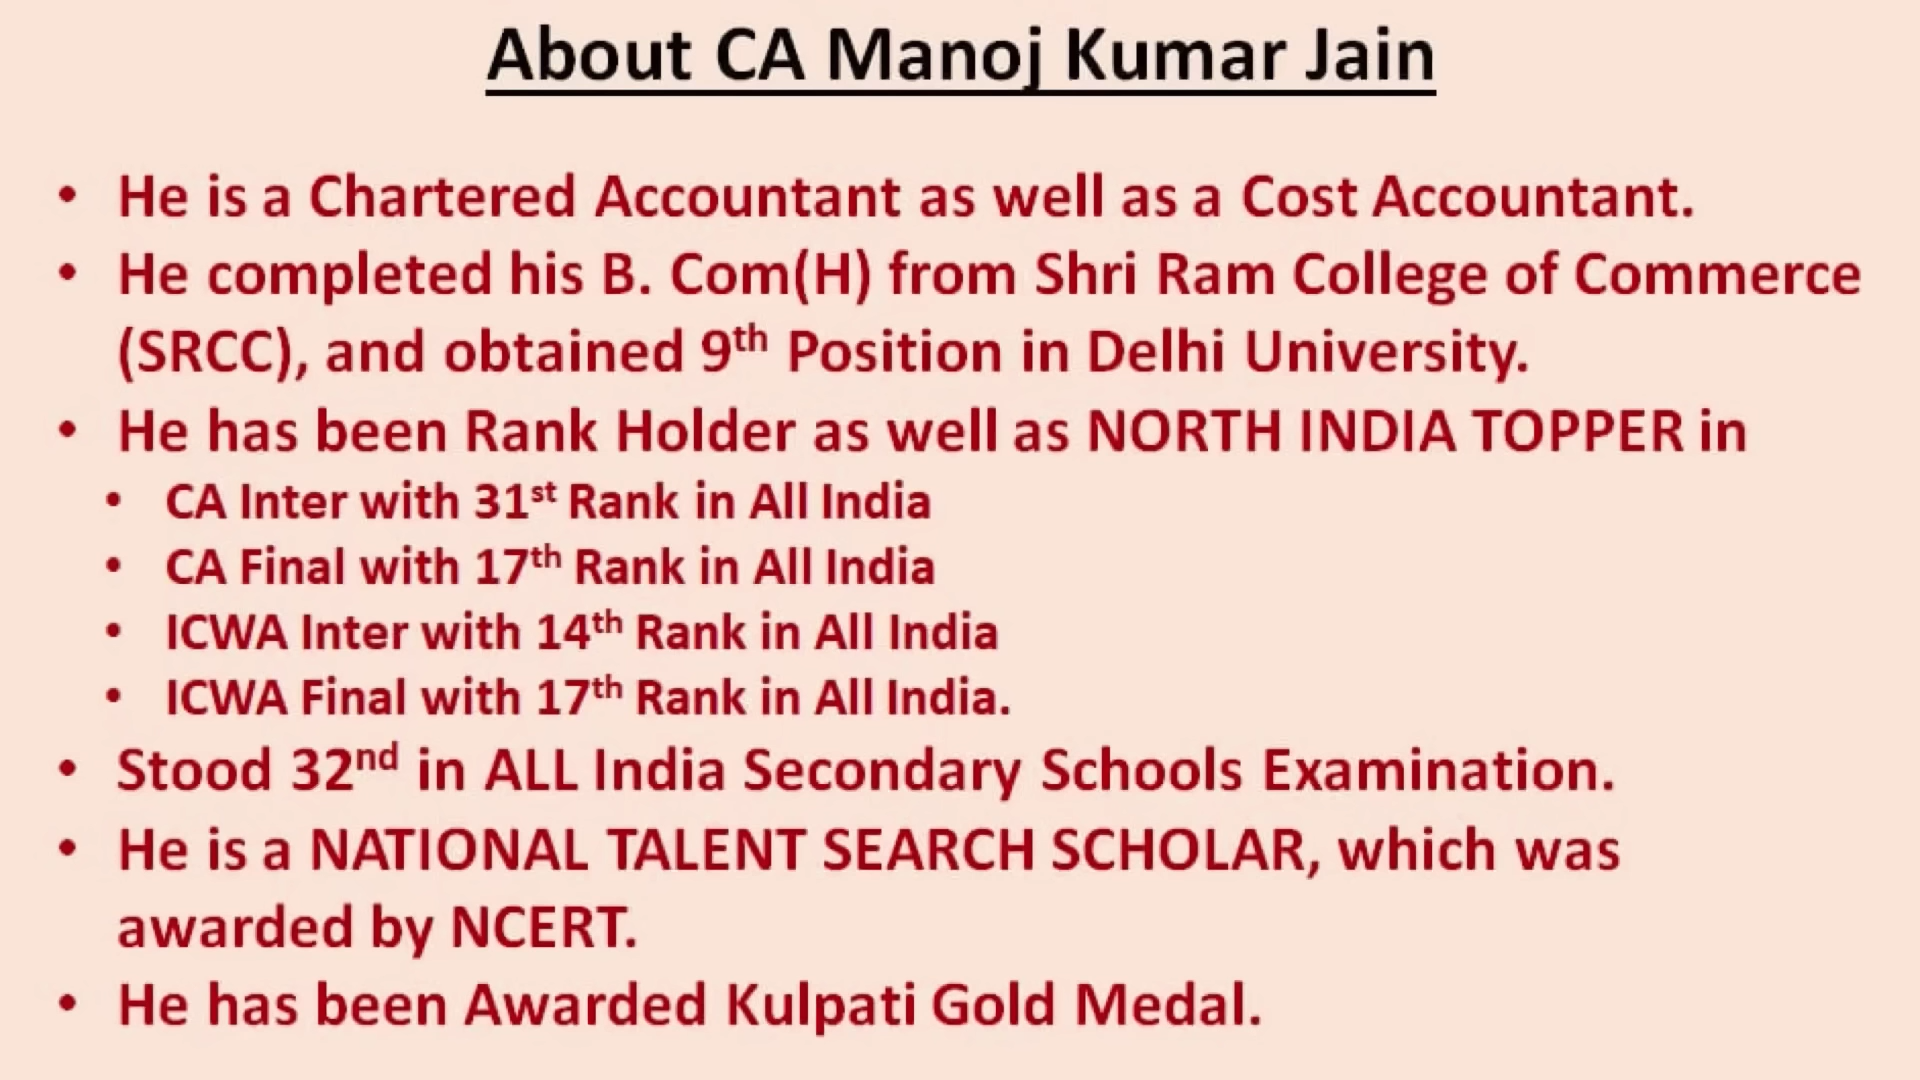 About CA Manoj Kumar Jain
• He is a Chartered Accountant as well as a Cost Accountant.
• He completed his B. Com(H) from Shri Ram College of Commerce
(SRCC), and obtained 9th Position in Delhi University.
• He has been Rank Holder as well as NORTH INDIA TOPPER in
• CA Inter with 31st Rank in All India
• CA Final with 17th Rank in All India
• ICWA Inter with 14th Rank in All India
• ICWA Final with 17th Rank in All India.
• Stood 32nd in ALL India Secondary Schools Examination.
• He is a NATIONAL TALENT SEARCH SCHOLAR, which was
awarded by NCERT.
• He has been Awarded Kulpati Gold Medal.